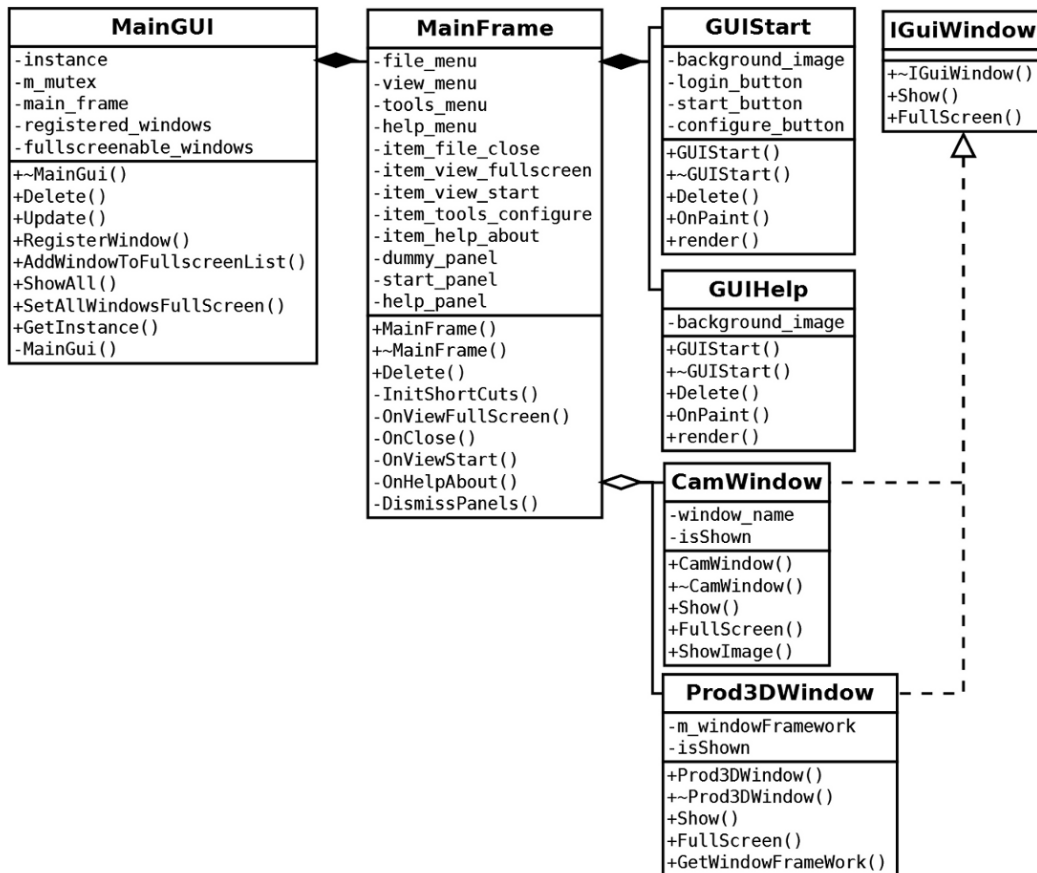 MainGUI
-instance
-m_mutex
-main_frame
-registered_windows
-fullscreenable_windows
+~MainGui()
+Delete()
+Update()
+RegisterWindow()
+AddWindowToFullscreenList()
+ShowAll()
+SetAllWindowsFullScreen()
+GetInstance()
-MainGui()
MainFrame
-file_menu
-view_menu
-tools_menu
-help_menu
-item_file_close
-item_view_fullscreen
-item_view_start
-item_tools_configure
-item_help_about
-dummy_panel
-start_panel
-help_panel
+MainFrame()
+~MainFrame()
+Delete()
-InitShortCuts()
-OnViewFullScreen()
-OnClose()
-OnViewStart()
-OnHelpAbout()
-DismissPanels()
GUIStart
-background_image
-login_button
-start_button
-configure_button
+GUIStart()
+~GUIStart()
+Delete()
+OnPaint()
+render()
GUIHelp
-background_image
+GUIStart()
+~GUIStart()
+Delete()
+OnPaint()
+render()
CamWindow
-window_name
-isShown
+CamWindow()
+~CamWindow()
+Show()
+FullScreen()
+ShowImage()
Prod3DWindow
-m_windowFramework
-isShown
+Prod3DWindow()
+~Prod3DWindow()
+Show()
+FullScreen()
+GetWindowFrameWork()
IGuiWindow
+~IGuiWindow()
+Show()
+FullScreen()